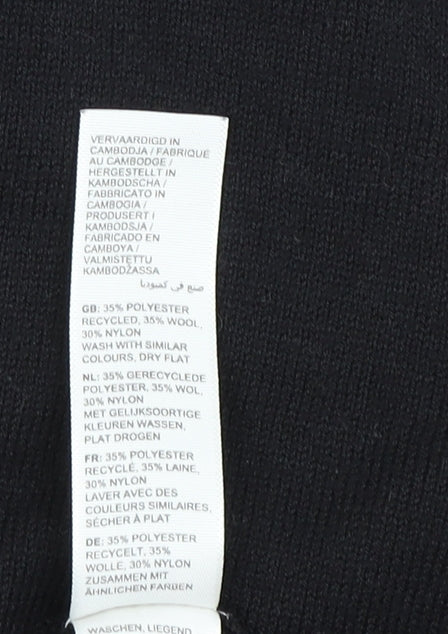 VERVAARDIGD IN
CAMBODJA / FABRIQUÉ
AU CAMBODGE /
HERGESTELLT IN
KAMBODSCHA /
FABBRICATO IN
CAMBOGIA /
PRODUSERT I
KAMBODSJA /
FABRICADO EN
CAMBOYA /
VALMISTETTU
KAMBODŽASSA
صنع في كمبوديا
GB: 35% POLYESTER
RECYCLED, 35% WOOL,
30% NYLON
WASH WITH SIMILAR
COLOURS, DRY FLAT
NL: 35% GERECYCLEDE
POLYESTER, 35% WOL,
30% NYLON
MET GELIJKSOORTIGE
KLEUREN WASSEN,
PLAT DROGEN
FR: 35% POLYESTER
RECYCLÉ, 35% LAINE,
30% NYLON
LAVER AVEC DES
COULEURS SIMILAIRES,
SÉCHER À PLAT
DE: 35% POLYESTER
RECYCELT, 35%
WOLLE, 30% NYLON
ZUSAMMEN MIT
ÄHNLICHEN FARBEN
WASCHEN, LIEGEND